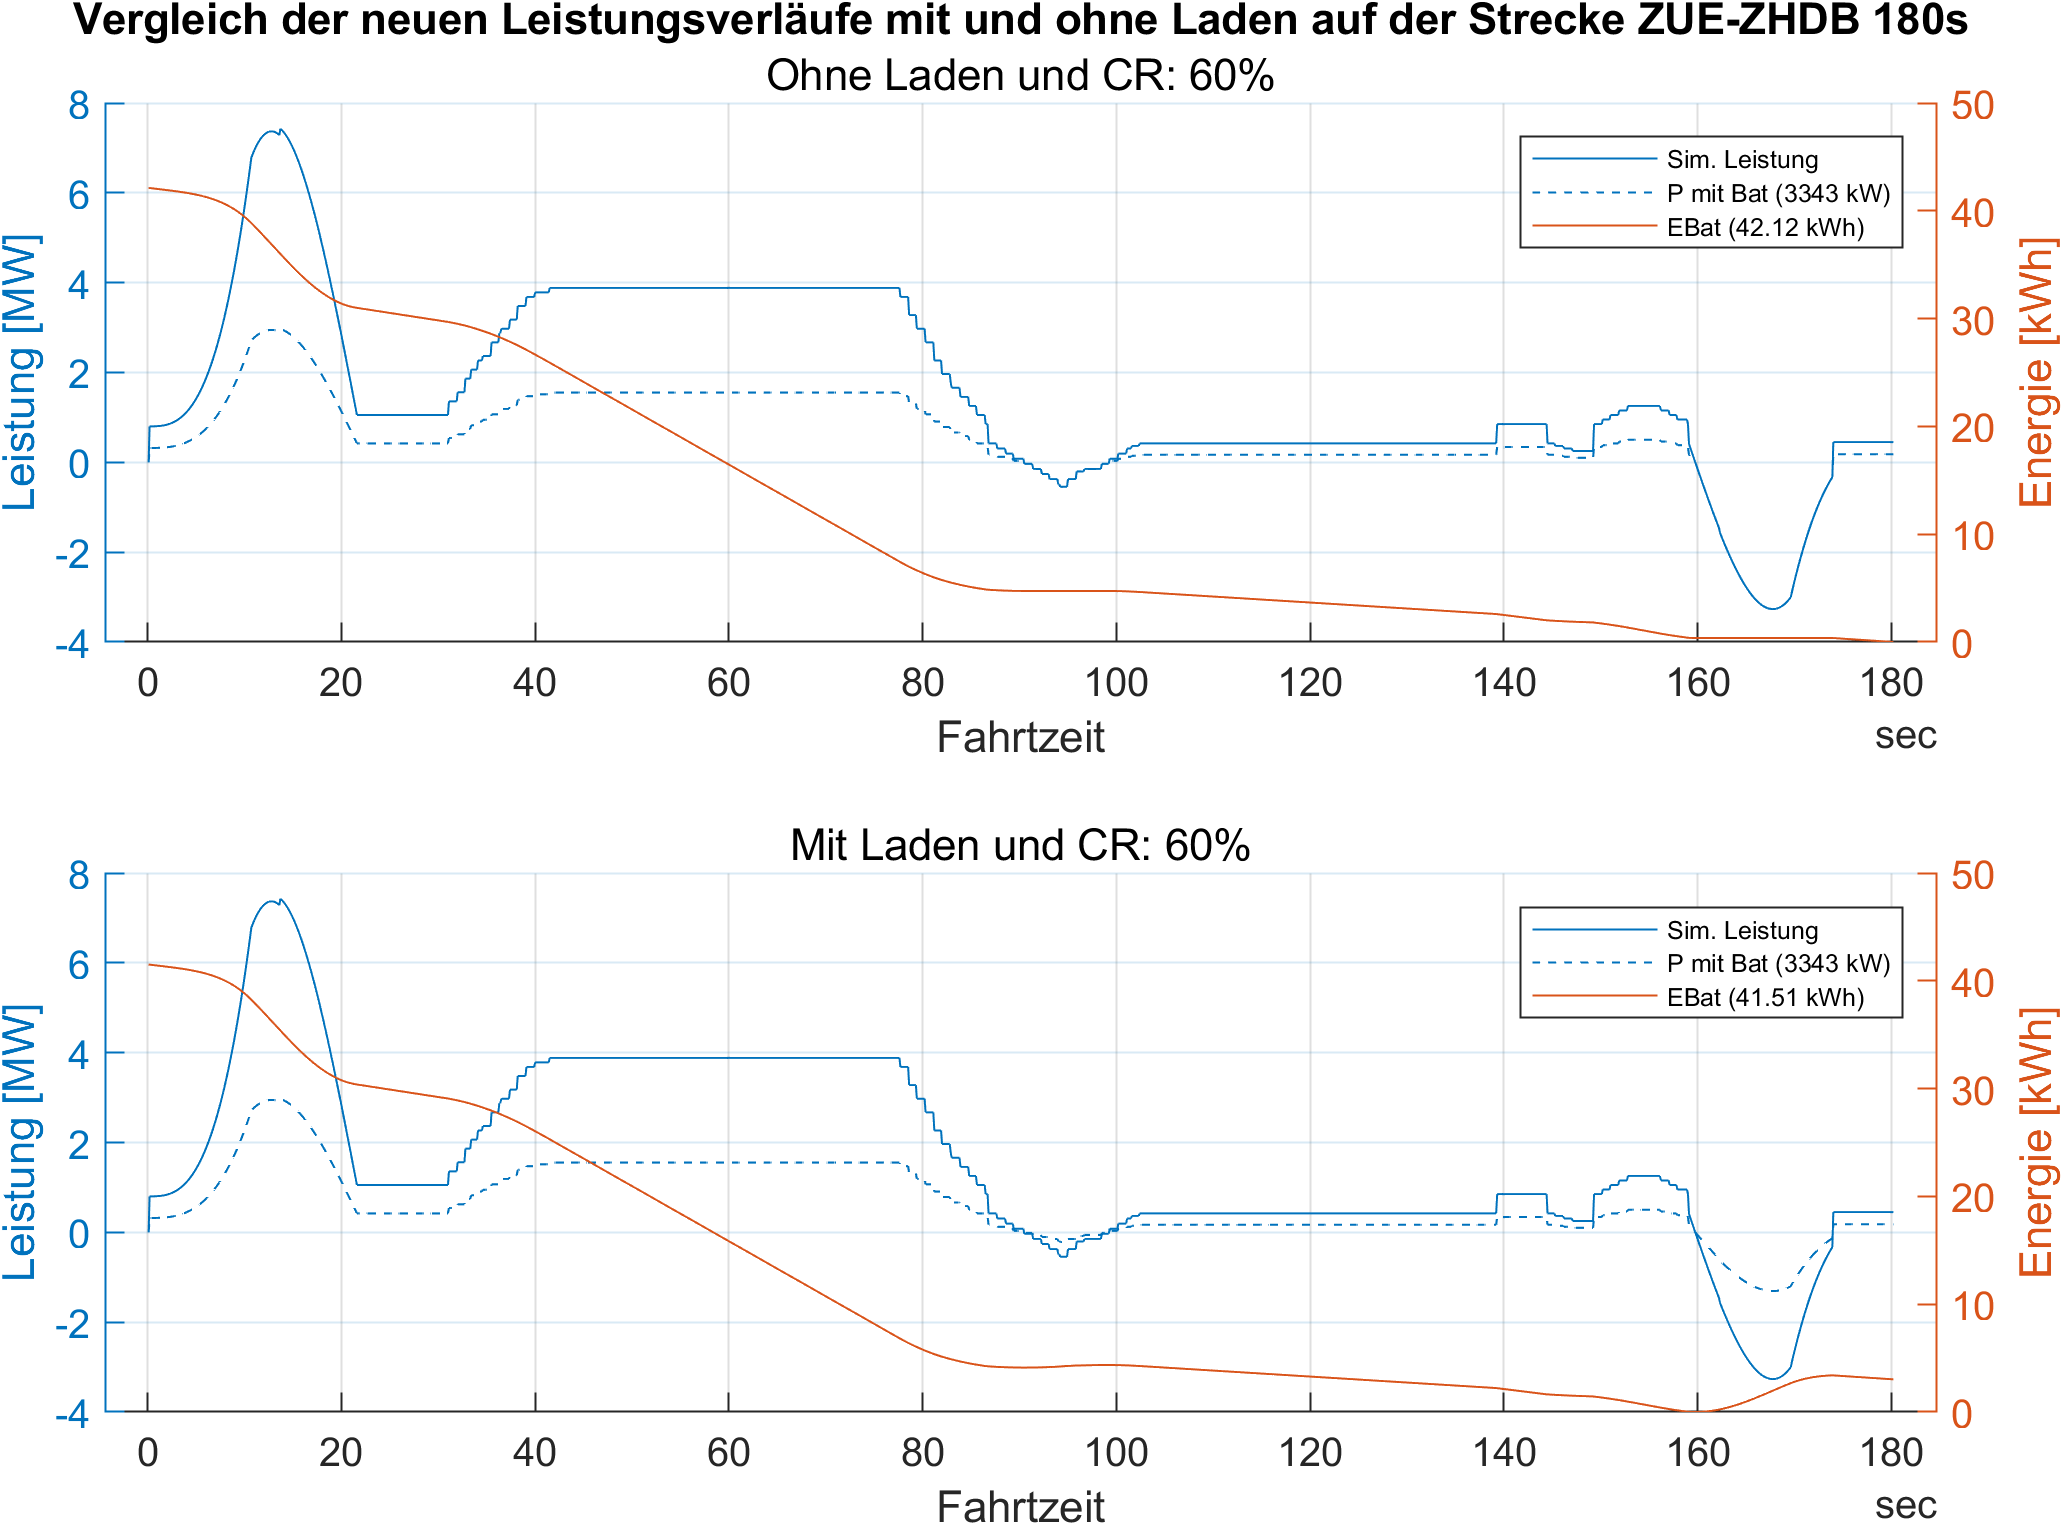 Vergleich der neuen Leistungsverläufe mit und ohne Laden auf der Strecke ZUE-ZHDB 180s
Ohne Laden und CR: 60%
8
6
4
2
0
-2
-4
Leistung [MW]
50
40
30
20
10
0
Energie [kWh]
Sim. Leistung
P mit Bat (3343 kW)
EBat (42.12 kWh)
0 20 40 60 80 100 120 140 160 180
Fahrtzeit
sec
Mit Laden und CR: 60%
8
6
4
2
0
-2
-4
Leistung [MW]
50
40
30
20
10
0
Energie [kWh]
Sim. Leistung
P mit Bat (3343 kW)
EBat (41.51 kWh)
0 20 40 60 80 100 120 140 160 180
Fahrtzeit
sec